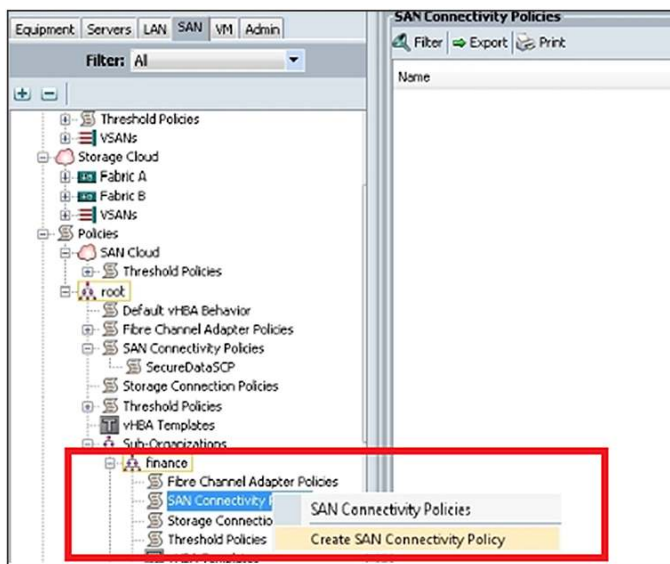 Equipment Servers LAN SAN VM Admin
Filter: All
Threshold Policies
VSANs
Storage Cloud
Fabric A
Fabric B
VSANs
Policies
SAN Cloud
Threshold Policies
root
Default vHBA Behavior
Fibre Channel Adapter Policies
SAN Connectivity Policies
SecureDataSCP
Storage Connection Policies
Threshold Policies
vHBA Templates
Sub-Organizations
finance
Fibre Channel Adapter Policies
SAN Connectivity
Storage Connectio
Threshold Policies
SAN Connectivity Policies
Create SAN Connectivity Policy
SAN Connectivity Policies
Filter Export Print
Name